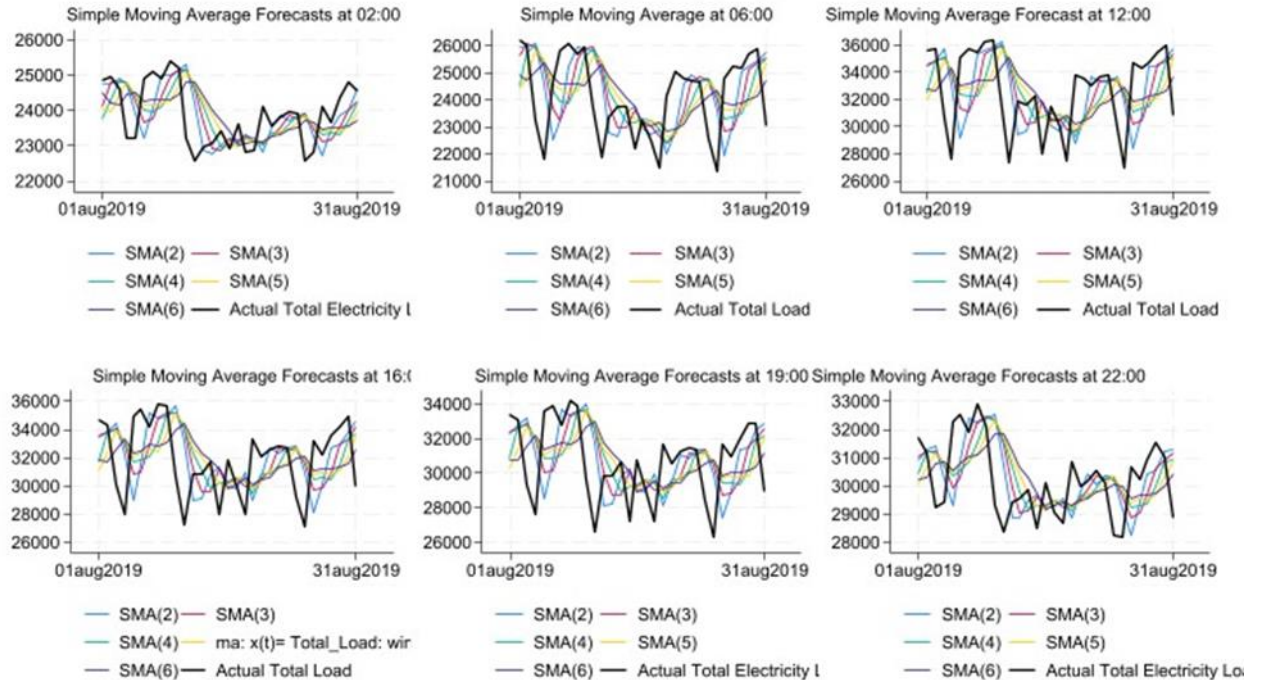 Simple Moving Average Forecasts at 02:00
26000
25000
24000
23000
22000
01aug2019 31aug2019
SMA(2) SMA(3)
SMA(4) SMA(5)
SMA(6) Actual Total Electricity L
Simple Moving Average at 06:00
26000
25000
24000
23000
22000
21000
01aug2019 31aug2019
SMA(2) SMA(3)
SMA(4) SMA(5)
SMA(6) Actual Total Load
Simple Moving Average Forecast at 12:00
36000
34000
32000
30000
28000
26000
01aug2019 31aug2019
SMA(2) SMA(3)
SMA(4) SMA(5)
SMA(6) Actual Total Load
Simple Moving Average Forecasts at 16:0
36000
34000
32000
30000
28000
26000
01aug2019 31aug2019
SMA(2) SMA(3)
SMA(4) ma: x(t)= Total_Load: wir
SMA(6) Actual Total Load
Simple Moving Average Forecasts at 19:00
34000
32000
30000
28000
26000
01aug2019 31aug2019
SMA(2) SMA(3)
SMA(4) SMA(5)
SMA(6) Actual Total Electricity L
Simple Moving Average Forecasts at 22:00
33000
32000
31000
30000
29000
28000
01aug2019 31aug2019
SMA(2) SMA(3)
SMA(4) SMA(5)
SMA(6) Actual Total Electricity Lo